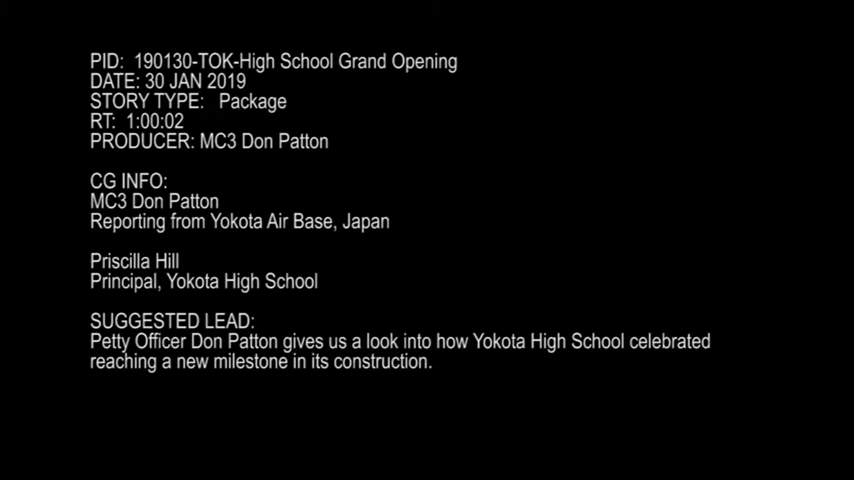 PID: 190130-TOK-High School Grand Opening
DATE: 30 JAN 2019
STORY TYPE: Package
RT: 1:00:02
PRODUCER: MC3 Don Patton
CG INFO:
MC3 Don Patton
Reporting from Yokota Air Base, Japan
Priscilla Hill
Principal, Yokota High School
SUGGESTED LEAD:
Petty Officer Don Patton gives us a look into how Yokota High School celebrated
reaching a new milestone in its construction.